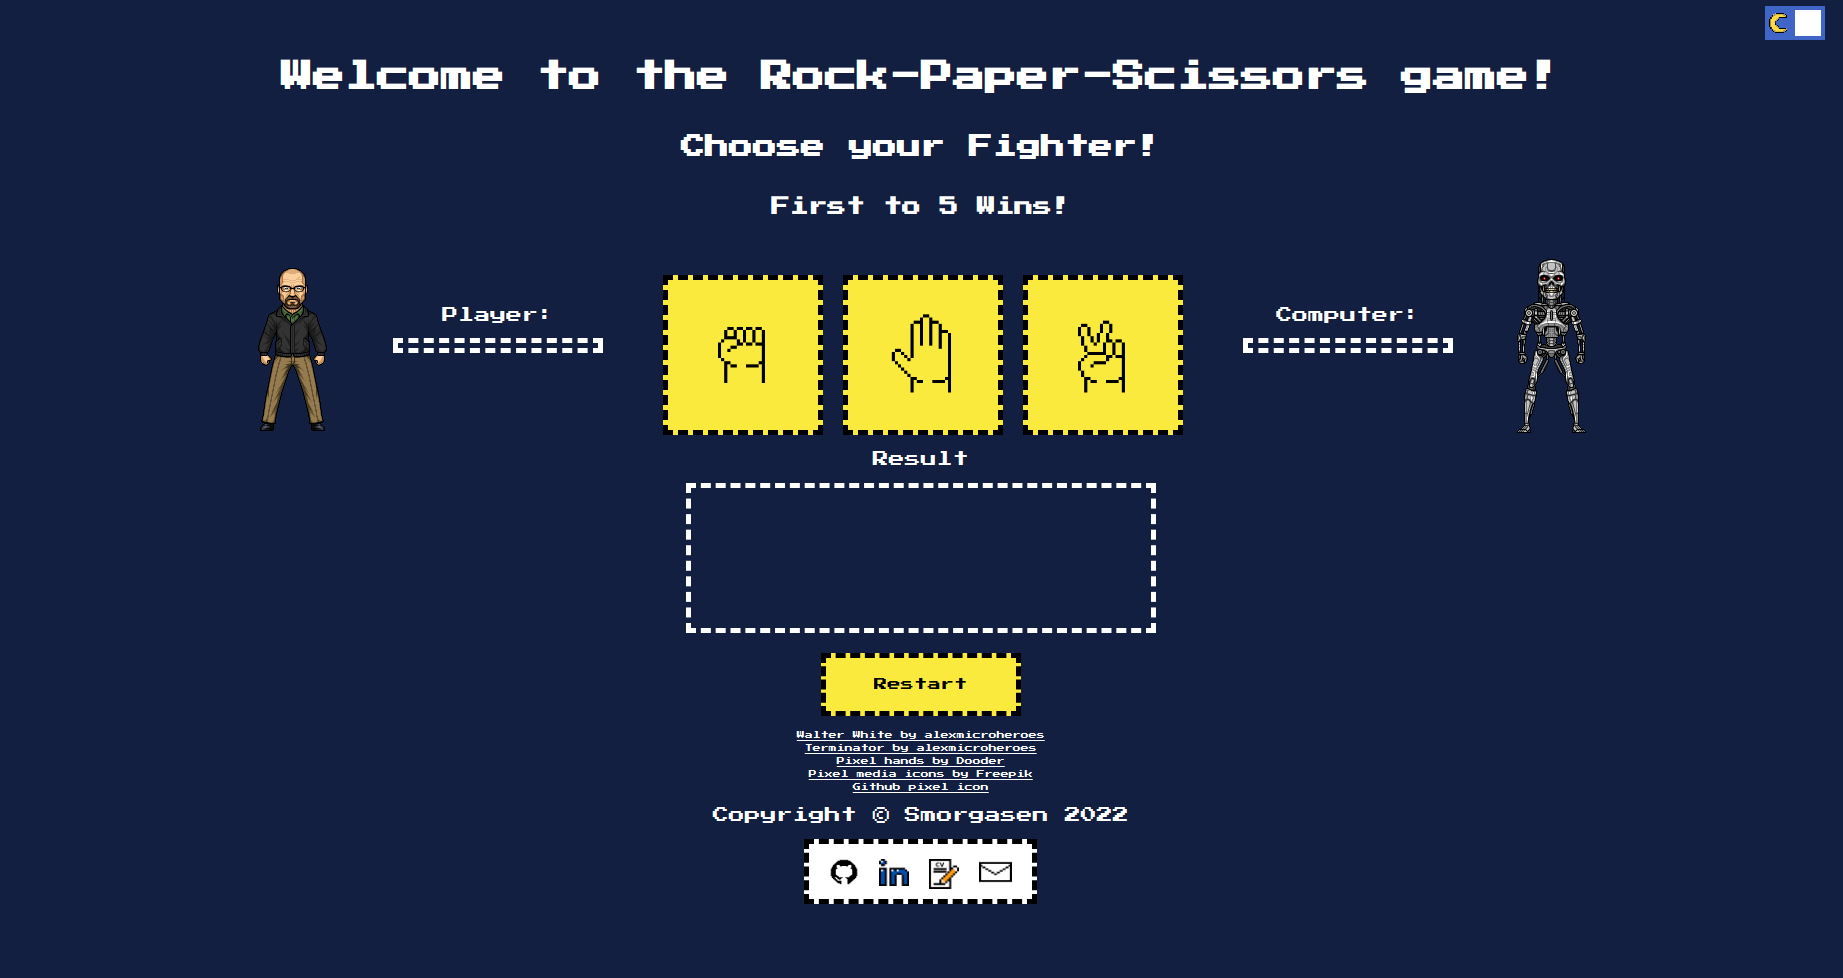 Welcome to the Rock-Paper-Scissors game!
Choose your Fighter!
First to 5 Wins!
Player:
Computer:
Result
Restart
Walter White by alexmicroheroes
Terminator by alexmicroheroes
Pixel hands by Dooder
Pixel media icons by Freepik
Github pixel icon
Copyright © Smorgasen 2022
in
CV